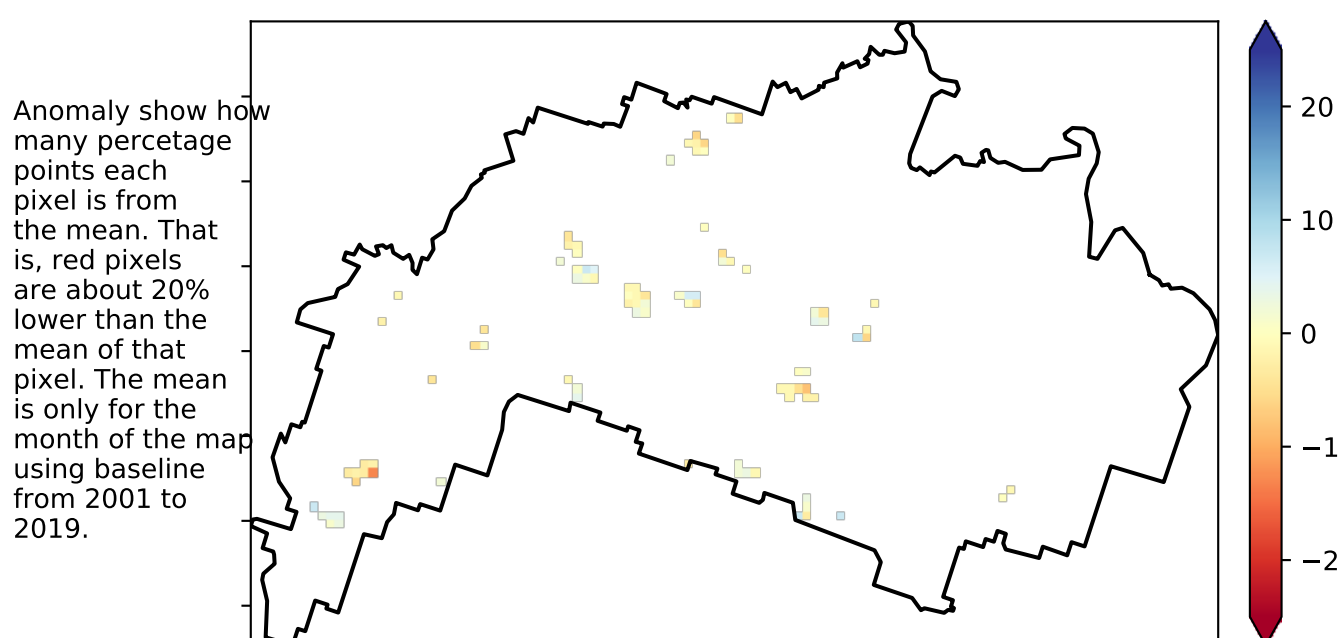 Anomaly show how
many percetage
points each
pixel is from
the mean. That
is, red pixels
are about 20%
lower than the
mean of that
pixel. The mean
is only for the
month of the map
using baseline
from 2001 to
2019.
20
10
0
−1
−2